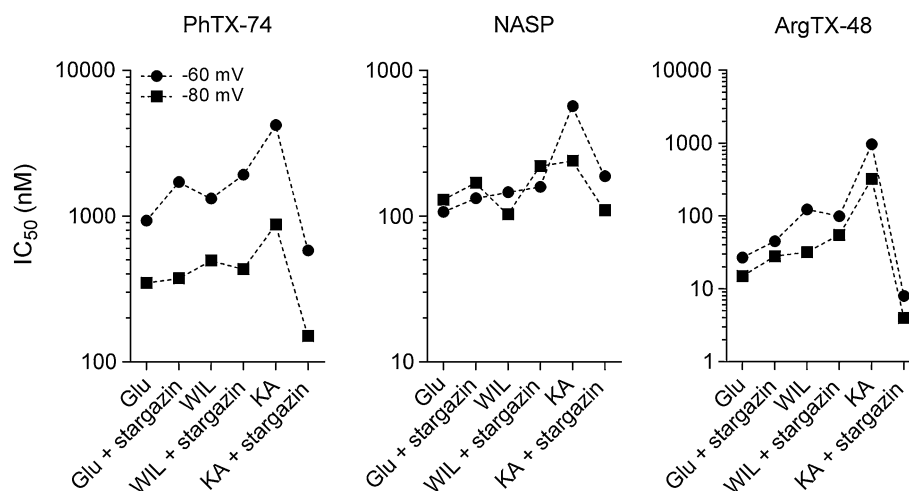 PhTX-74
NASP
ArgTX-48
IC50 (nM)
10000
1000
100
-60 mV
-80 mV
Glu
Glu + stargazin
WIL
WIL + stargazin
KA
KA + stargazin
1000
100
10
Glu
Glu + stargazin
WIL
WIL + stargazin
KA
KA + stargazin
10000
1000
100
10
1
Glu
Glu + stargazin
WIL
WIL + stargazin
KA
KA + stargazin